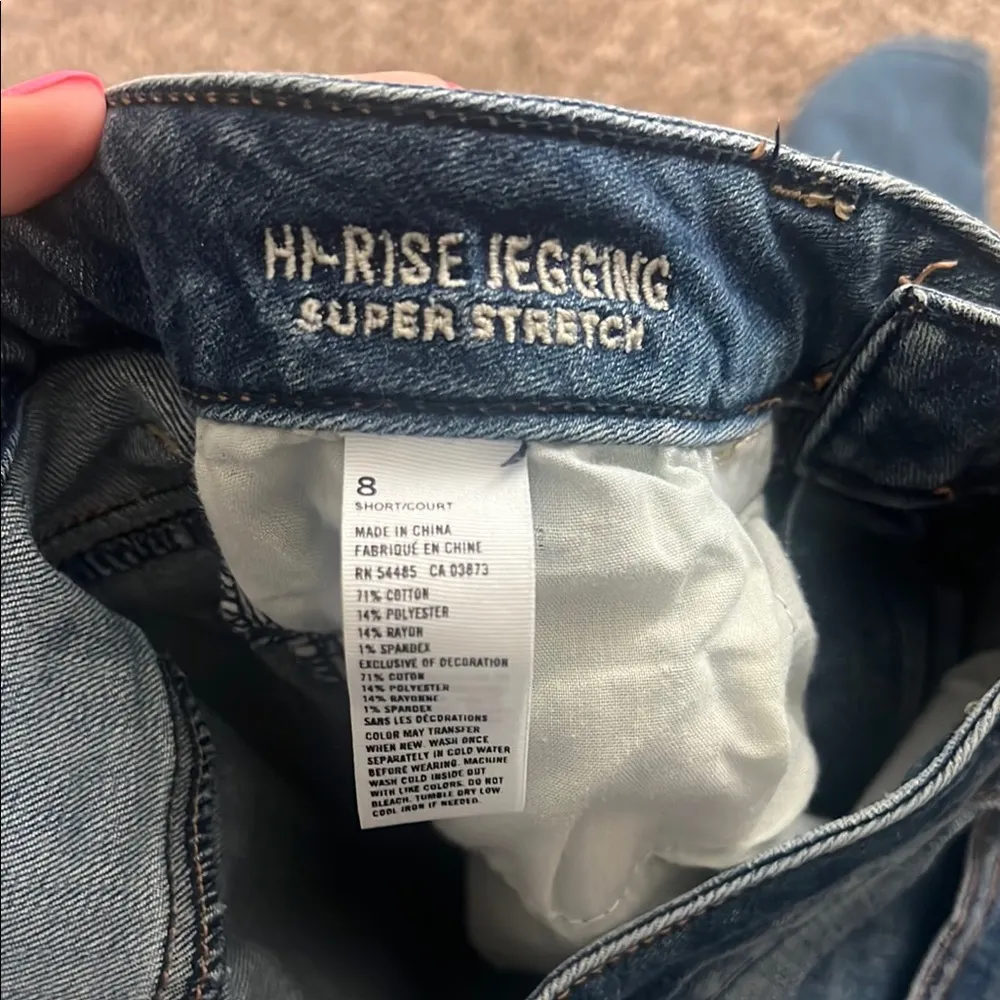 HI-RISE JEGGING
SUPER STRETCH
8
SHORT/COURT
MADE IN CHINA
FABRIQUÉ EN CHINE
RN 54485 CA 03873
71% COTTON
14% POLYESTER
14% RAYON
1% SPANDEX
EXCLUSIVE OF DECORATION
71% COTON
14% POLYESTER
14% RAYONNE
1% SPANDEX
SANS LES DÉCORATIONS
COLOR MAY TRANSFER
WHEN NEW. WASH ONCE
SEPARATELY IN COLD WATER
BEFORE WEARING. MACHINE
WASH COLD INSIDE OUT
WITH LIKE COLORS. DO NOT
BLEACH. TUMBLE DRY LOW.
COOL IRON IF NEEDED.